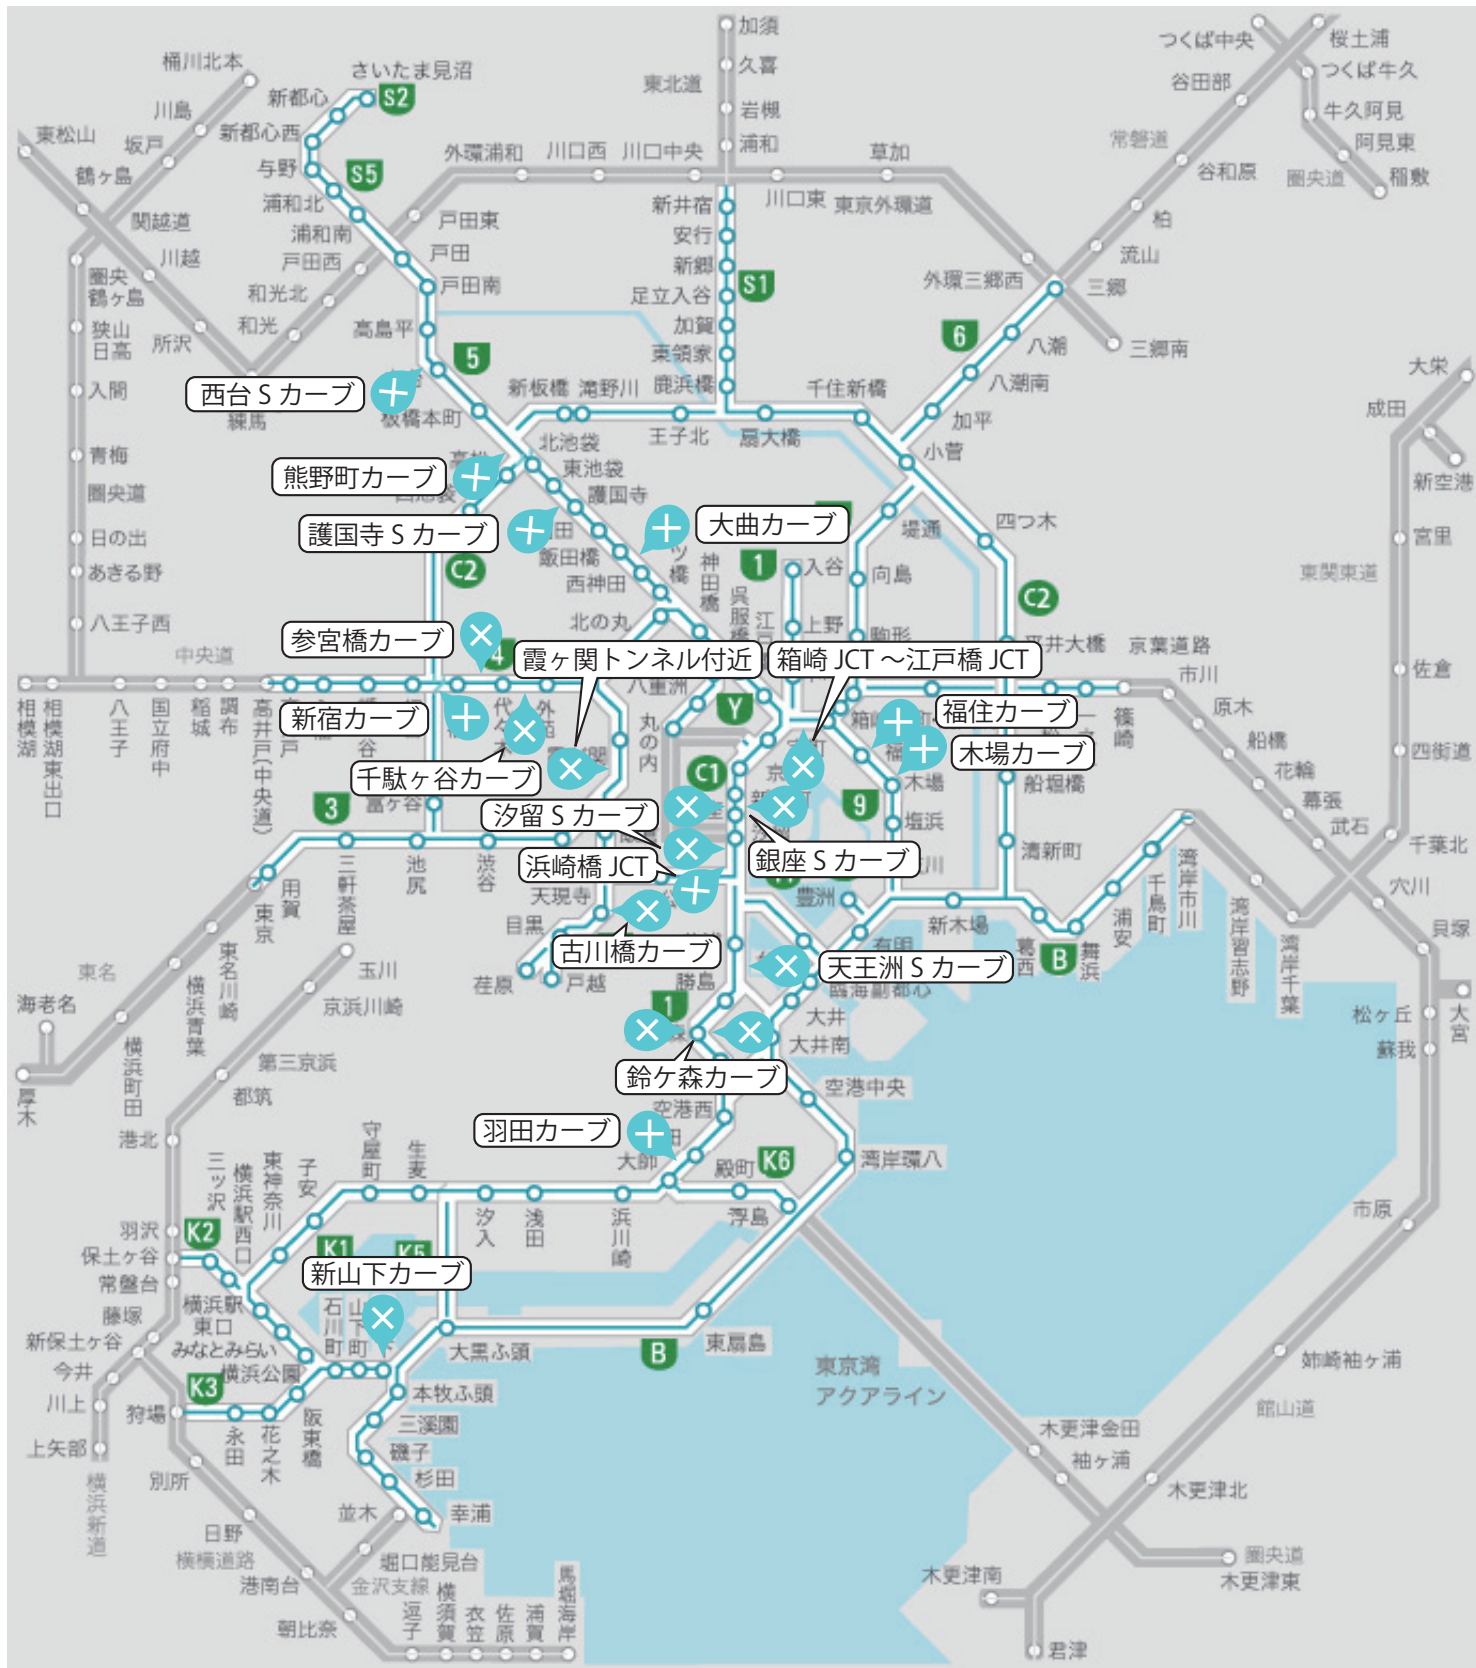 加須
久喜
東北道
岩槻
浦和
つくば中央
桜土浦
谷田部
つくば牛久
牛久阿見
常磐道
阿見東
谷和原
圏央道
稲敷
柏
流山
桶川北本
さいたま見沼
S2
新都心
川島
東松山
坂戸
新都心西
与野
S5
鶴ヶ島
浦和北
関越道
浦和南
外環浦和
川口西
川口中央
草加
川口東
東京外環道
新井宿
安行
新郷
足立入谷
S1
加賀
東領家
鹿浜橋
戸田東
戸田
戸田西
戸田南
川越
圏央
鶴ヶ島
和光北
和光
高島平
狭山
日高
所沢
外環三郷西
三郷
6
八潮
三郷南
八潮南
加平
大栄
成田
新空港
5
西台 S カーブ
練馬
板橋本町
新板橋
滝野川
王子北
扇大橋
千住新橋
小菅
入間
青梅
圏央道
日の出
あきる野
八王子西
熊野町カーブ
北池袋
東池袋
護国寺
護国寺 S カーブ
大曲カーブ
飯田橋
西神田
C2
神田橋
呉服橋
1
入谷
上野
堤通
四つ木
向島
駒形
C2
平井大橋
京葉道路
宮里
東関東道
佐倉
四街道
千葉北
北の丸
中央道
参宮橋カーブ
4
霞ヶ関トンネル付近
箱崎 JCT ～江戸橋 JCT
八重洲
Y
丸の内
新宿カーブ
福住カーブ
木場カーブ
市川
原木
船橋
花輪
幕張
武石
篠崎
相模湖
相模湖東出口
八王子
国立府中
稲城
調布
高井戸(中央道)
千駄ヶ谷カーブ
C1
木場
船堀橋
9
塩浜
清新町
3
富ヶ谷
汐留 S カーブ
浜崎橋 JCT
銀座 S カーブ
用賀
東京
三軒茶屋
池尻
渋谷
天現寺
目黒
古川橋カーブ
豊洲
新木場
有明
葛西
B
舞浜
浦安
千鳥町
湾岸市川
湾岸習志野
湾岸千葉
穴川
貝塚
大宮
松ヶ丘
蘇我
東名
東名川崎
横浜青葉
玉川
京浜川崎
海老名
横浜町田
厚木
第三京浜
都筑
港北
荏原
戸越
勝島
天王洲 S カーブ
臨海副都心
1
大井
大井南
鈴ケ森カーブ
空港中央
空港西
羽田カーブ
大師
殿町
K6
湾岸環八
浮島
守屋町
生麦
子安
東神奈川
横浜駅西口
三ッ沢
汐入
浅田
浜川崎
羽沢
K2
保土ヶ谷
常盤台
K1
K5
新山下カーブ
藤塚
新保土ヶ谷
横浜駅
東口
みなとみらい
横浜公園
石川町
今井
川上
上矢部
狩場
K3
永田
花之木
阪東橋
大黒ふ頭
本牧ふ頭
三溪園
磯子
杉田
幸浦
B
東扇島
東京湾
アクアライン
市原
姉崎袖ヶ浦
館山道
木更津金田
袖ヶ浦
木更津北
圏央道
木更津東
木更津南
君津
横浜新道
別所
日野
横横道路
港南台
朝比奈
並木
堀口能見台
金沢支線
逗子
横須賀
衣笠
佐原
浦賀
馬堀海岸